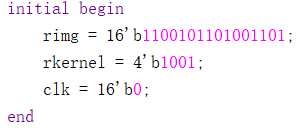 initial begin
    rimg = 16'b1100101101001101;
    rkernel = 4'b1001;
    clk = 16'b0;
end